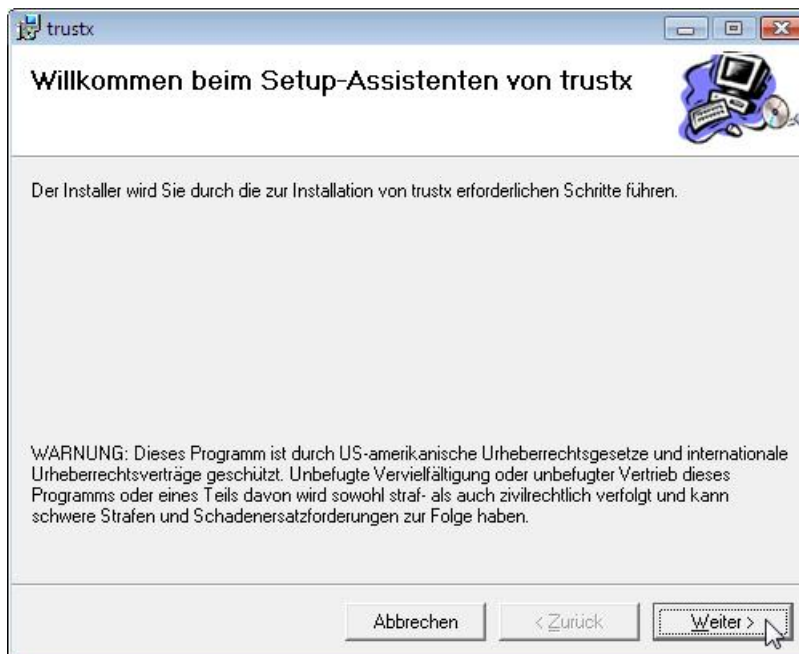 trustx
Willkommen beim Setup-Assistenten von trustx
Der Installer wird Sie durch die zur Installation von trustx erforderlichen Schritte führen.
WARNUNG: Dieses Programm ist durch US-amerikanische Urheberrechtsgesetze und internationale
Urheberrechtsverträge geschützt. Unbefugte Vervielfältigung oder unbefugter Vertrieb dieses
Programms oder eines Teils davon wird sowohl straf- als auch zivilrechtlich verfolgt und kann
schwere Strafen und Schadenersatzforderungen zur Folge haben.
Abbrechen
< Zurück
Weiter >